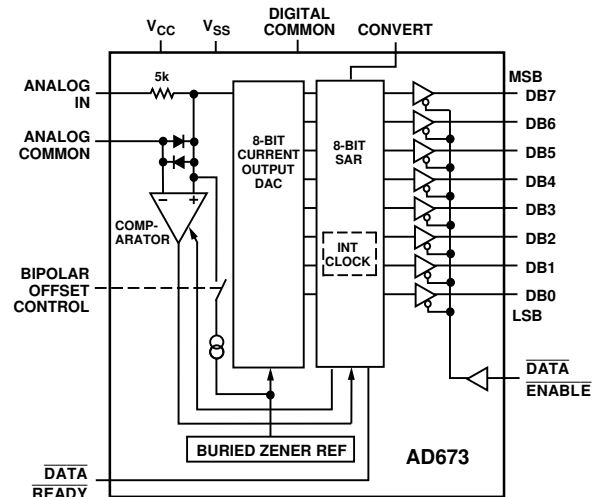 V_CC
V_SS
DIGITAL
COMMON
CONVERT
ANALOG
IN
5k
MSB
DB7
ANALOG
COMMON
8-BIT
CURRENT
OUTPUT
DAC
8-BIT
SAR
DB6
DB5
DB4
DB3
− +
COMP-
ARATOR
INT
CLOCK
DB2
DB1
DB0
LSB
BIPOLAR
OFFSET
CONTROL
DATA
ENABLE
BURIED ZENER REF
AD673
DATA
READY